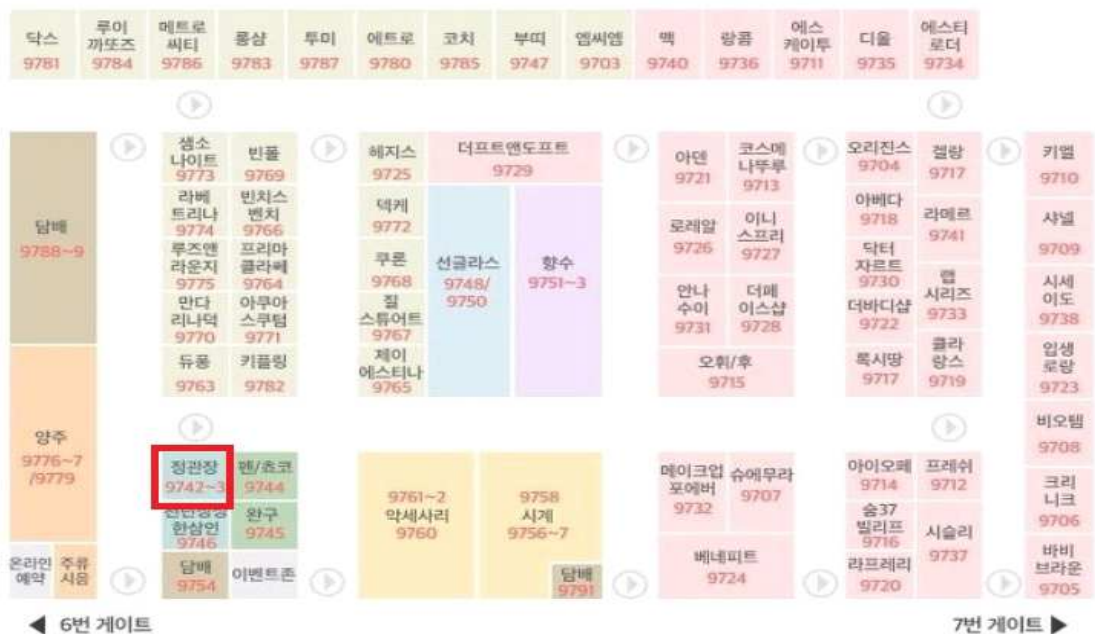 닥스
9781
루이
까또즈
9784
메트로
씨티
9786
롱샴
9783
투미
9787
에트로
9780
코치
9785
부띠
9747
엠씨엠
9703
맥
9740
랑콤
9736
에스
케이투
9711
디올
9735
에스티
로더
9734
담배
9788~9
양주
9776~7
/9779
온라인
예약
주류
시음
샘소
나이트
9773
빈폴
9769
라베
트리나
9774
빈치스
벤치
9766
루즈앤
라운지
9775
프리마
클라쎄
9764
만다
리나덕
9770
아쿠아
스쿠텀
9771
듀퐁
9763
키플링
9782
헤지스
9725
더프트앤도프트
9729
덱케
9772
쿠론
9768
질
스튜어트
9767
제이
에스티나
9765
선글라스
9748/
9750
향수
9751~3
아덴
9721
코스메
나뚜루
9713
로레알
9726
이니
스프리
9727
안나
수이
9731
더페
이스샵
9728
오휘/후
9715
오리진스
9704
겔랑
9717
아베다
9718
라메르
9741
닥터
자르트
9730
랩
시리즈
9733
더바디샵
9722
록시땅
9717
클라
랑스
9719
키엘
9710
샤넬
9709
시세
이도
9738
입생
로랑
9723
비오템
9708
크리
니크
9706
바비
브라운
9705
정관장
9742~3
펜/쵸코
9744
한삼인
9746
완구
9745
담배
9754
이벤트존
9761~2
악세사리
9760
9758
시계
9756~7
담배
9791
메이크업
포에버
9732
슈에무라
9707
베네피트
9724
아이오페
9714
프레쉬
9712
숨37
빌리프
9716
시슬리
9737
라프레리
9720
◀ 6번 게이트
7번 게이트 ▶